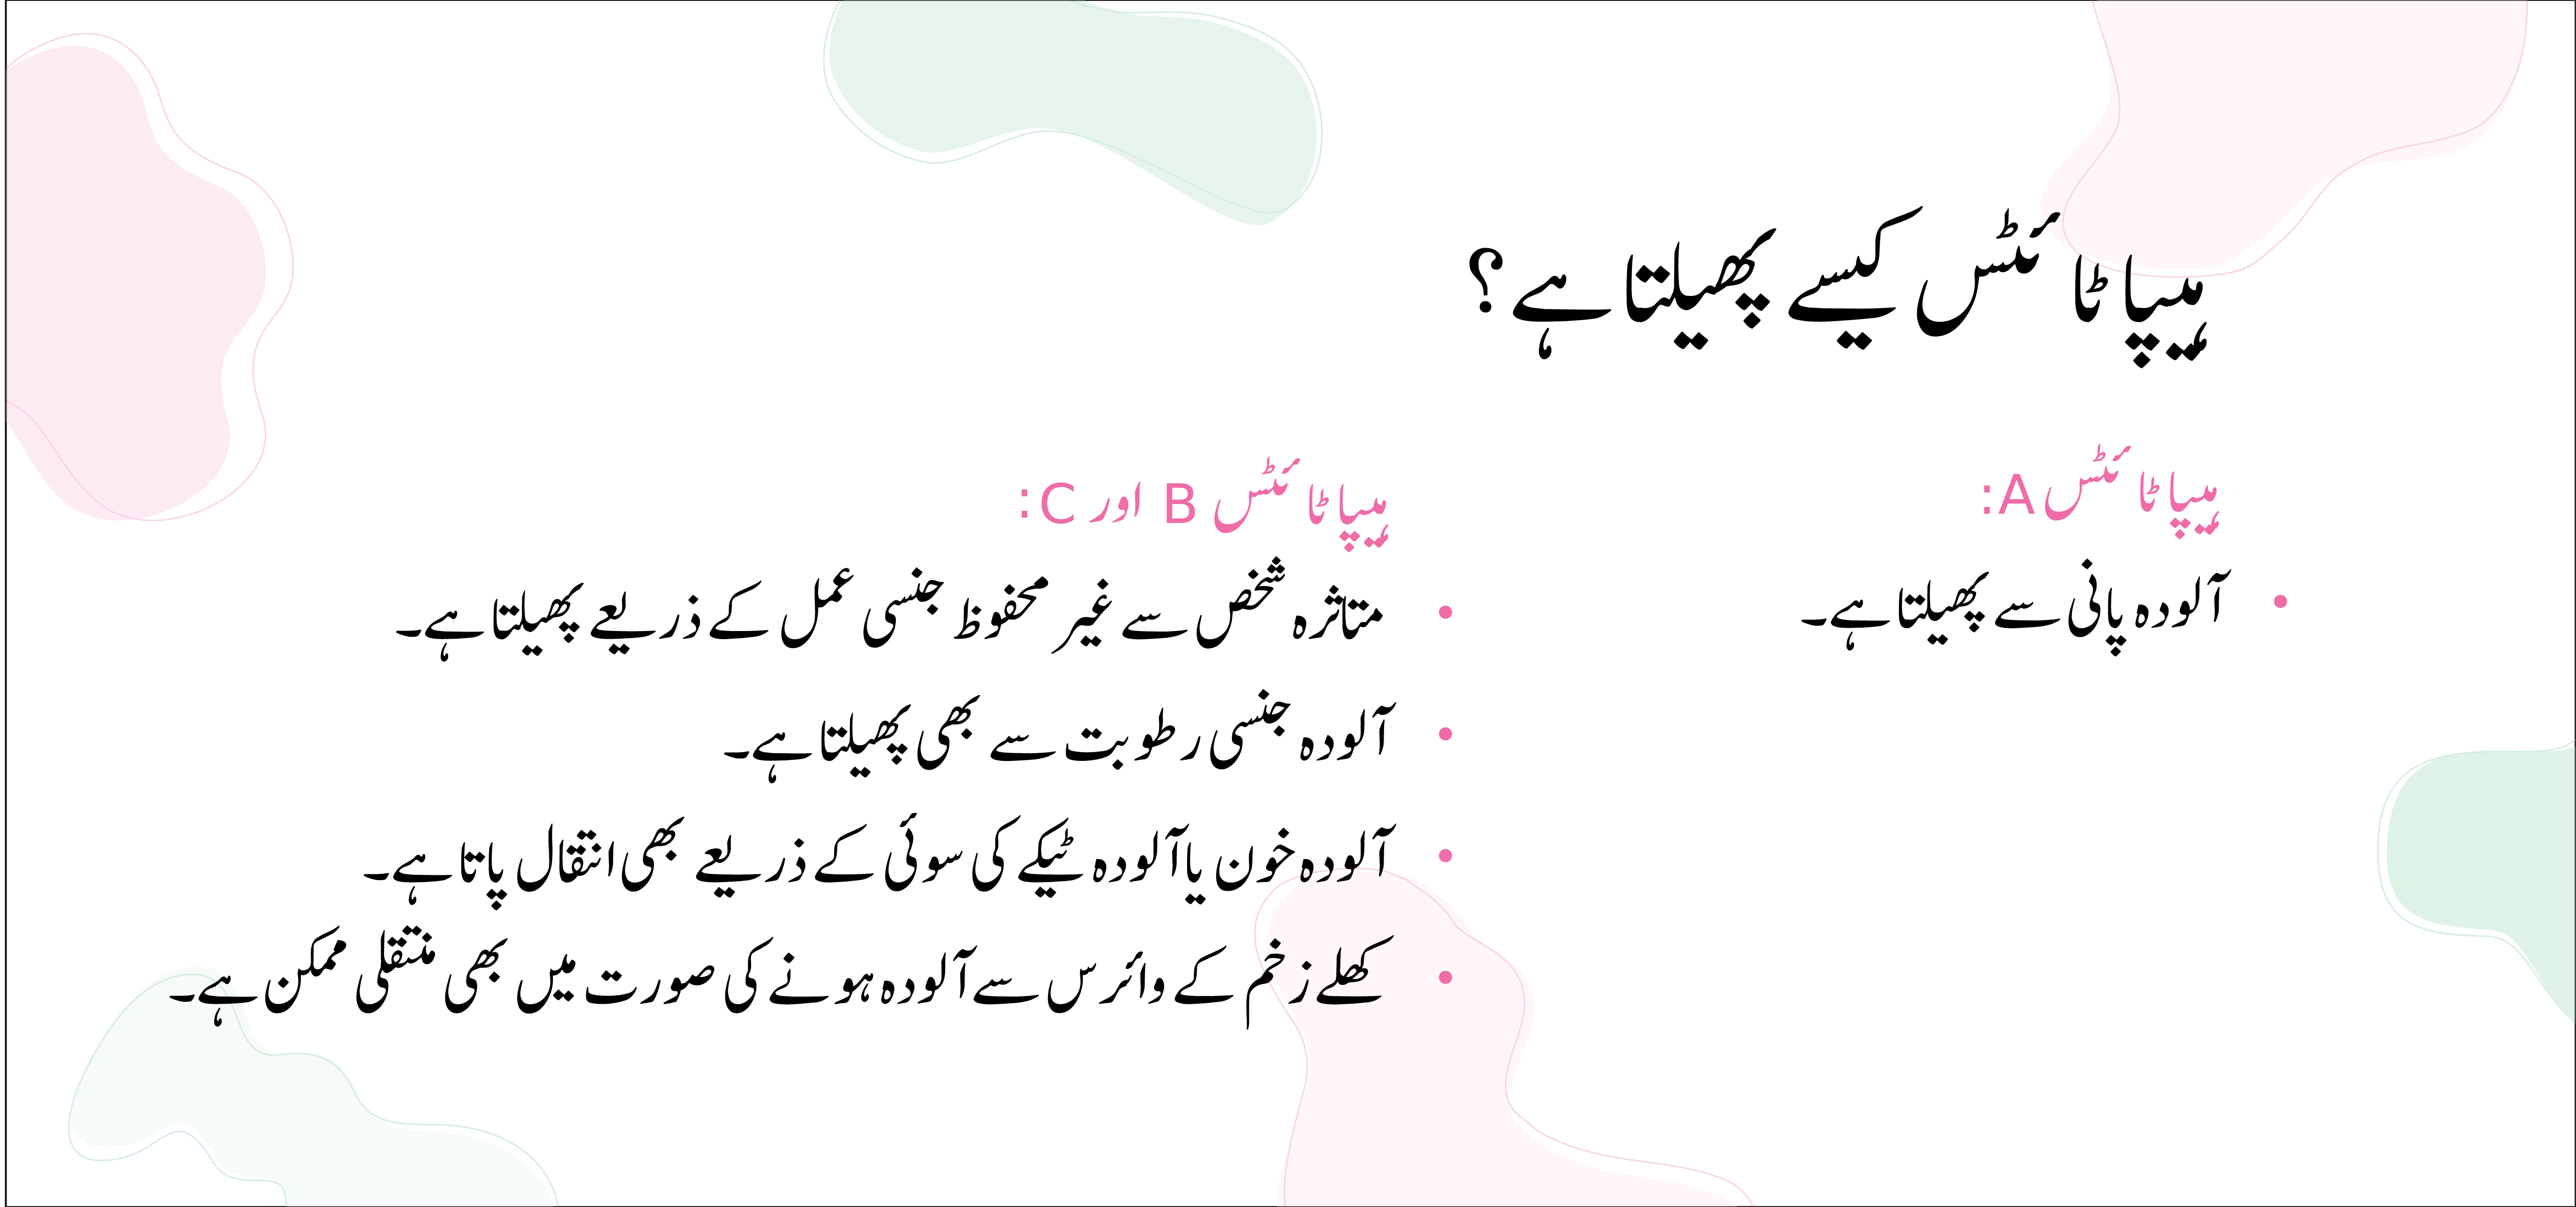 ہیپاٹائٹس کیسے پھیلتا ہے؟
ہیپاٹائٹس A:
• آلودہ پانی سے پھیلتا ہے۔
ہیپاٹائٹس B اور C:
• متاثرہ شخص سے غیر محفوظ جنسی عمل کے ذریعے پھیلتا ہے۔
• آلودہ جنسی رطوبت سے بھی پھیلتا ہے۔
• آلودہ خون یا آلودہ ٹیکے کی سوئی کے ذریعے بھی انتقال پاتا ہے۔
• کھلے زخم کے وائرس سے آلودہ ہونے کی صورت میں بھی منتقلی ممکن ہے۔